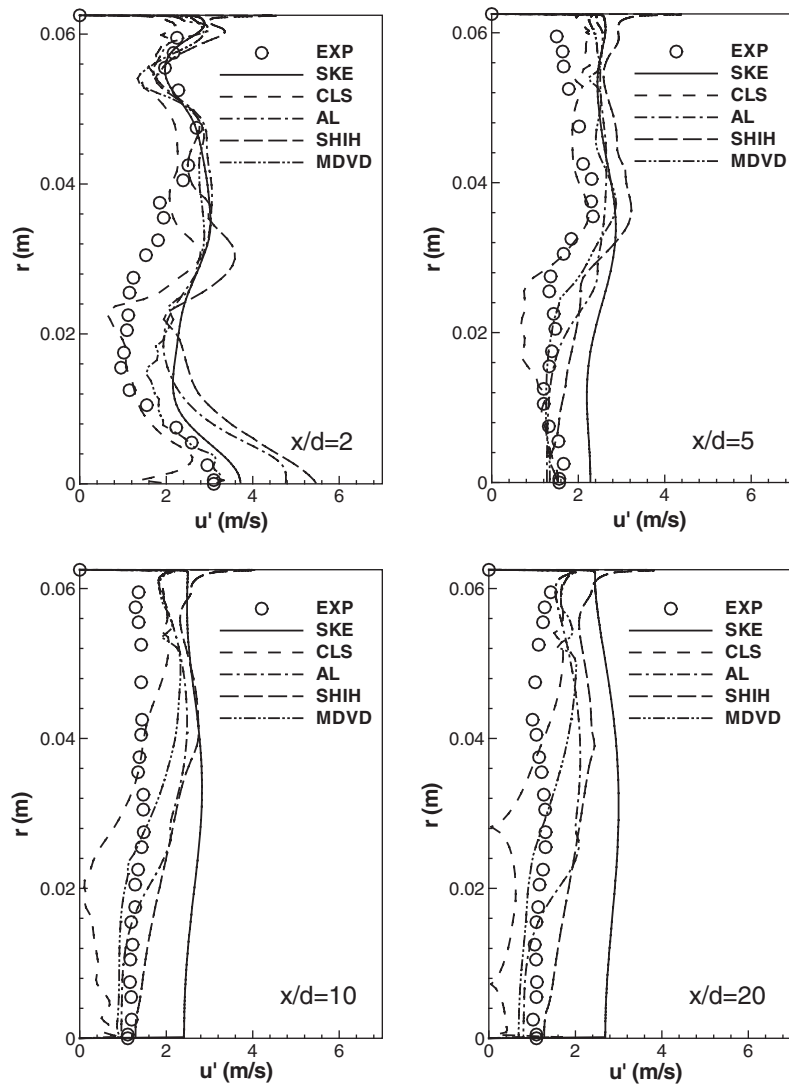 0.06
0.04
0.02
0
r (m)
EXP
SKE
CLS
AL
SHIH
MDVD
x/d=2
0 2 4 6
u' (m/s)
0.06
0.04
0.02
0
r (m)
EXP
SKE
CLS
AL
SHIH
MDVD
x/d=5
0 2 4 6
u' (m/s)
0.06
0.04
0.02
0
r (m)
EXP
SKE
CLS
AL
SHIH
MDVD
x/d=10
0 2 4 6
u' (m/s)
0.06
0.04
0.02
0
r (m)
EXP
SKE
CLS
AL
SHIH
MDVD
x/d=20
0 2 4 6
u' (m/s)